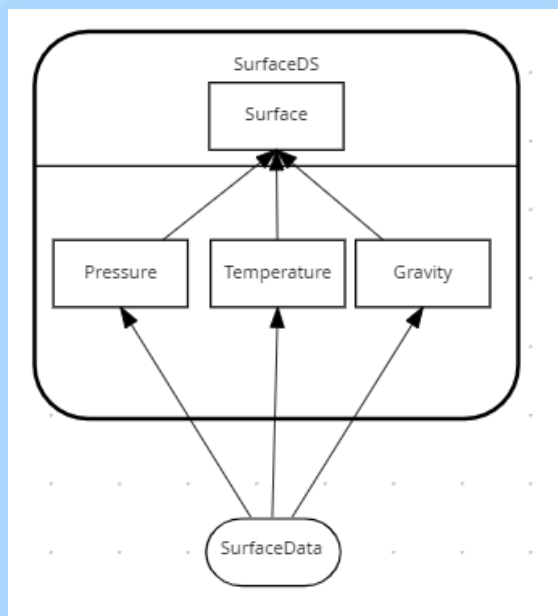 SurfaceDS
Surface
Pressure
Temperature
Gravity
SurfaceData